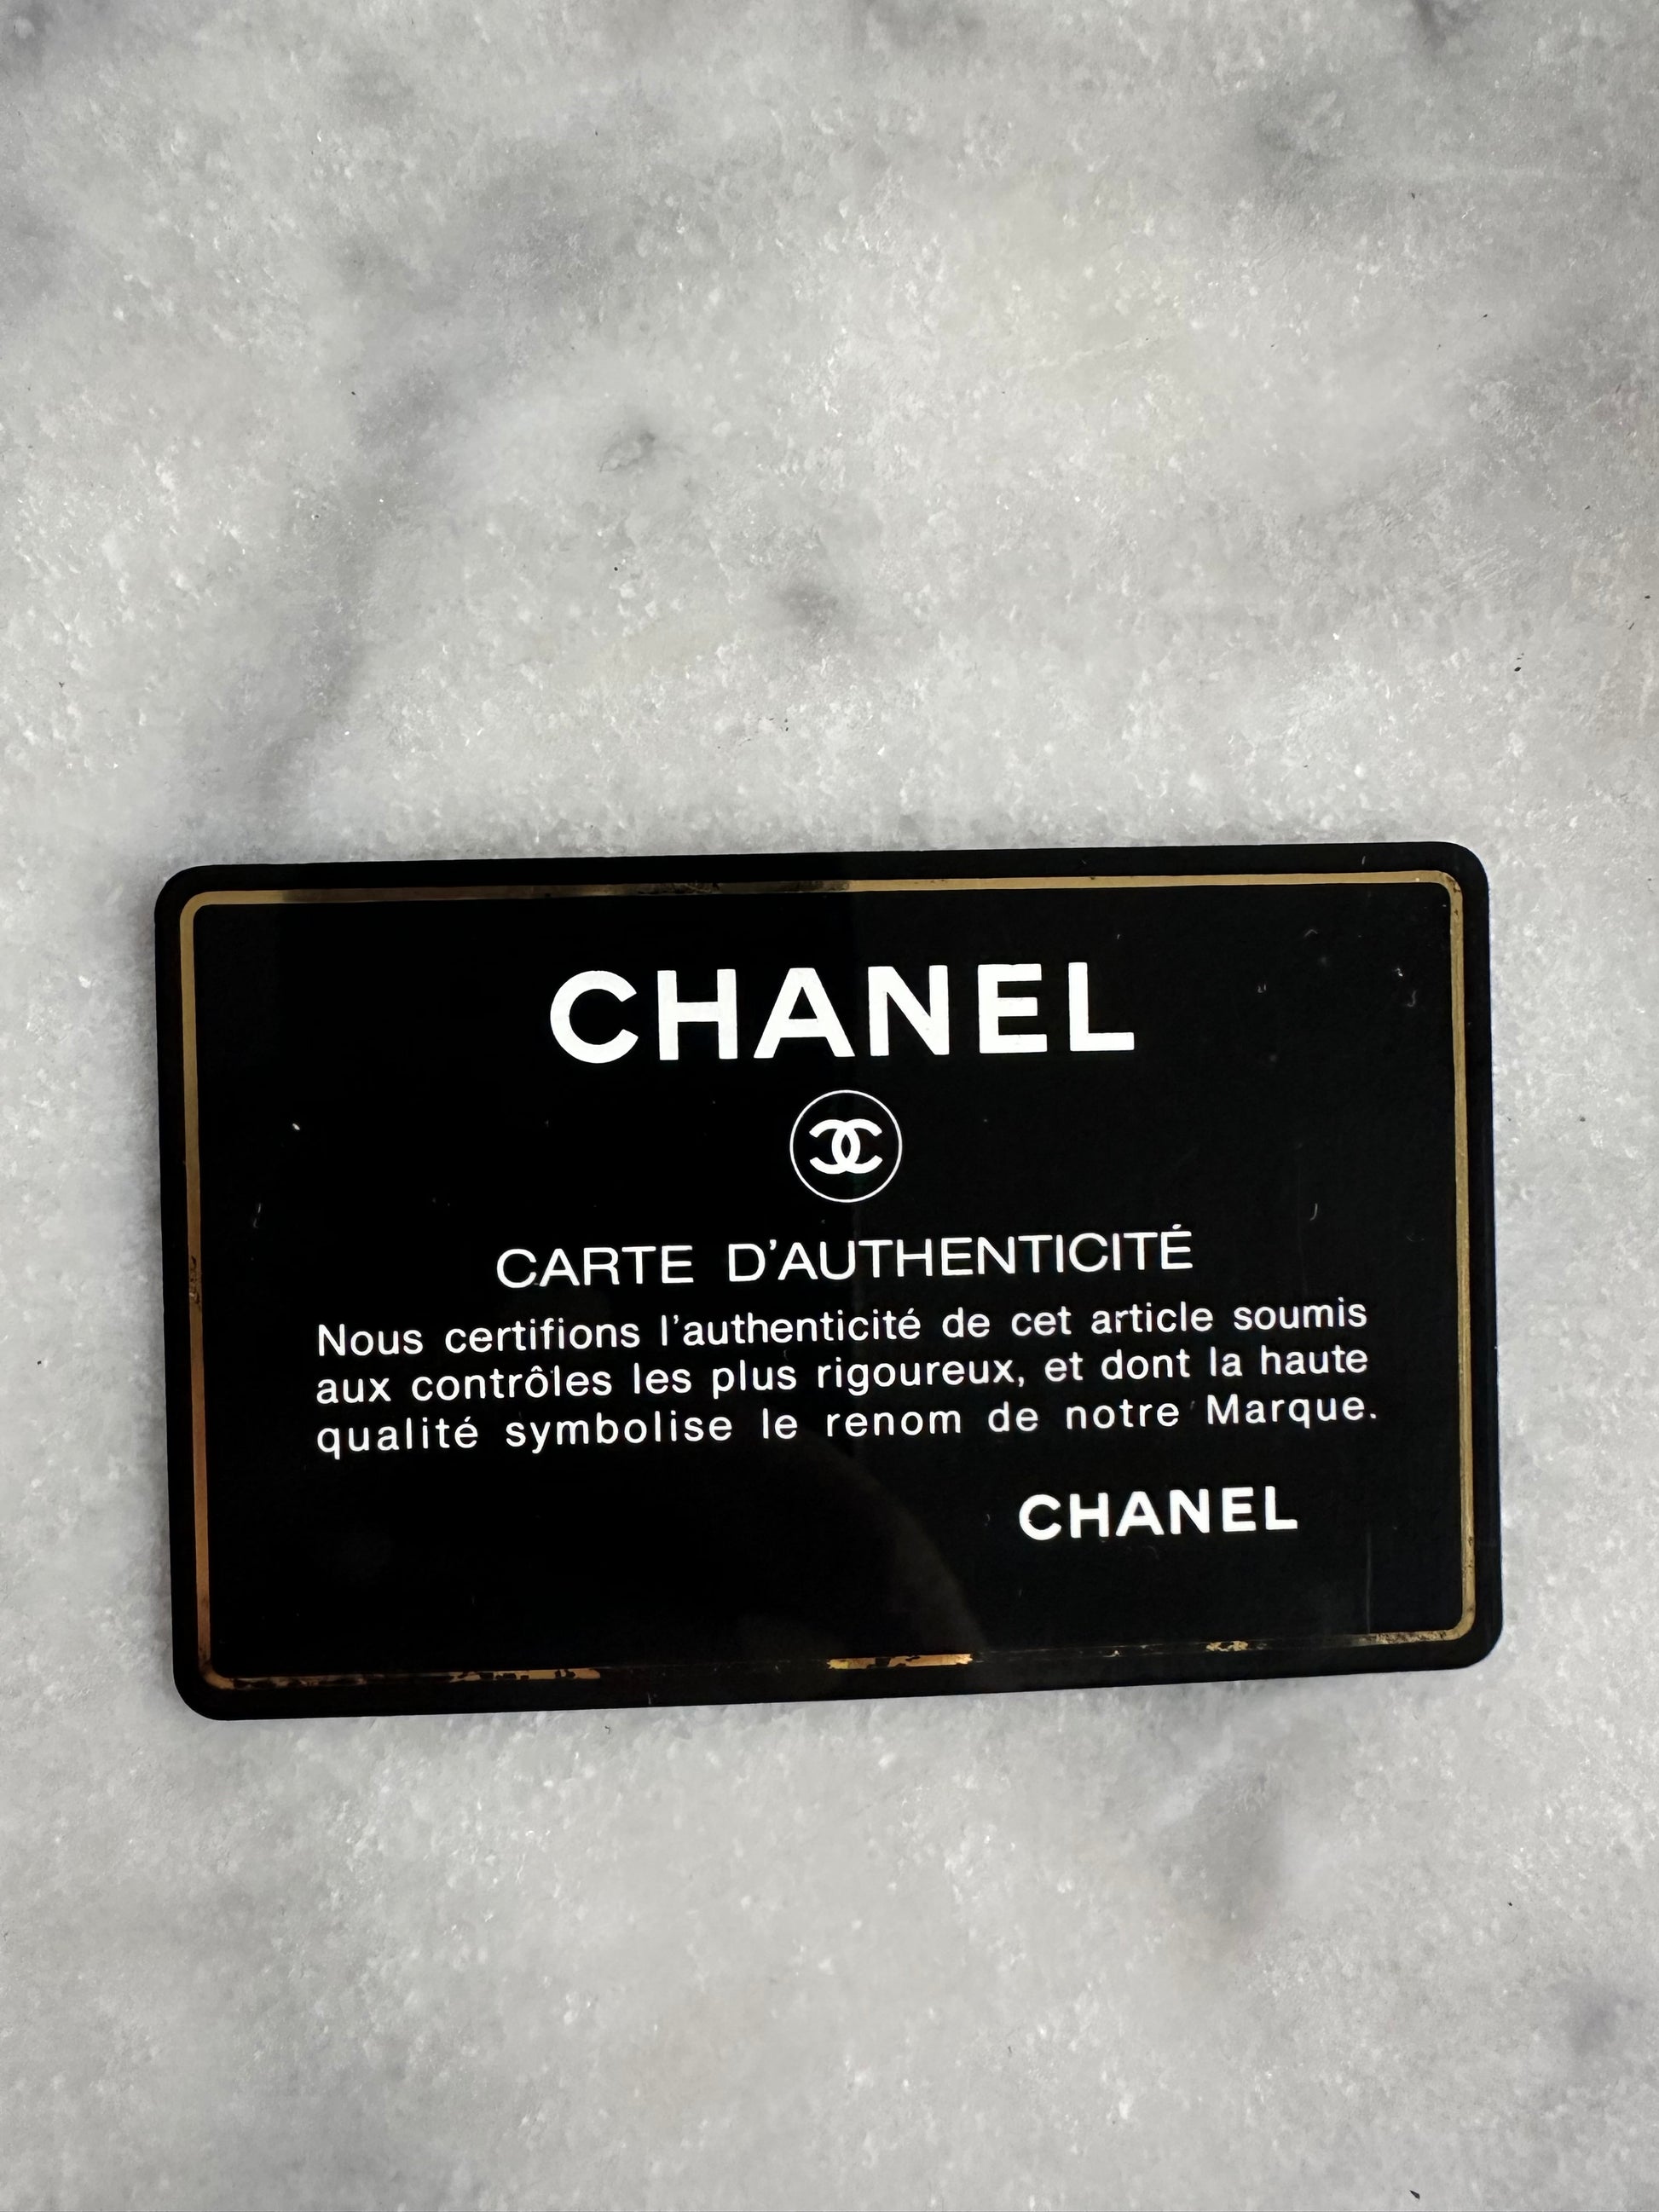 CHANEL
CARTE D'AUTHENTICITÉ
Nous certifions l'authenticité de cet article soumis
aux contrôles les plus rigoureux, et dont la haute
qualité symbolise le renom de notre Marque.
CHANEL